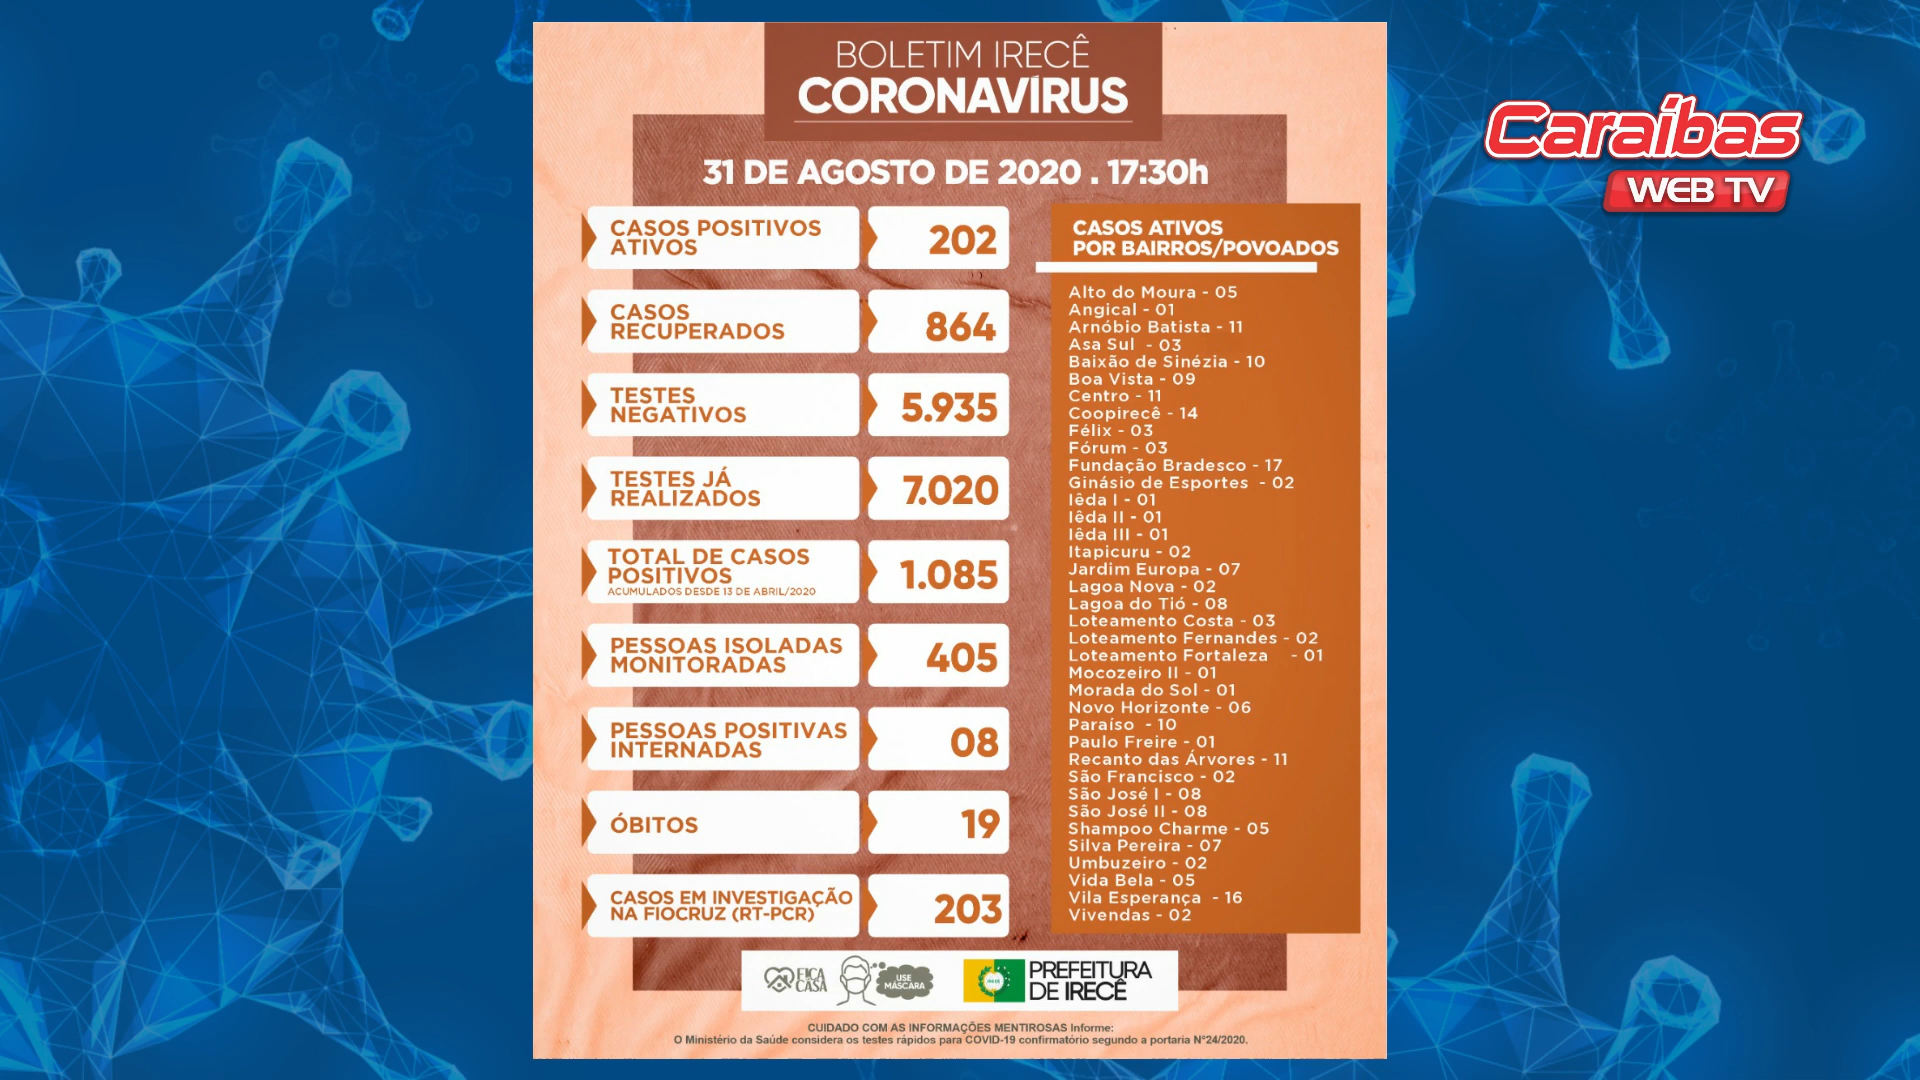 BOLETIM IRECÊ
CORONAVÍRUS
31 DE AGOSTO DE 2020 . 17:30h
CASOS POSITIVOS
ATIVOS
202
CASOS
RECUPERADOS
864
TESTES
NEGATIVOS
5.935
TESTES JÁ
REALIZADOS
7.020
TOTAL DE CASOS
POSITIVOS
ACUMULADOS DESDE 13 DE ABRIL/2020
1.085
PESSOAS ISOLADAS
MONITORADAS
405
PESSOAS POSITIVAS
INTERNADAS
08
ÓBITOS
19
CASOS EM INVESTIGAÇÃO
NA FIOCRUZ (RT-PCR)
203
CASOS ATIVOS
POR BAIRROS/POVOADOS
Alto do Moura - 05
Angical - 01
Arnóbio Batista - 11
Asa Sul - 03
Baixão de Sinézia - 10
Boa Vista - 09
Centro - 11
Coopirecê - 14
Félix - 03
Fórum - 03
Fundação Bradesco - 17
Ginásio de Esportes - 02
Iêda I - 01
Iêda II - 01
Iêda III - 01
Itapicuru - 02
Jardim Europa - 07
Lagoa Nova - 02
Lagoa do Tió - 08
Loteamento Costa - 03
Loteamento Fernandes - 02
Loteamento Fortaleza - 01
Mocozeiro II - 01
Morada do Sol - 01
Novo Horizonte - 06
Paraíso - 10
Paulo Freire - 01
Recanto das Árvores - 11
São Francisco - 02
São José I - 08
São José II - 08
Shampoo Charme - 05
Silva Pereira - 07
Umbuzeiro - 02
Vida Bela - 05
Vila Esperança - 16
Vivendas - 02
FICA
CASA
USE
MÁSCARA
PREFEITURA
DE IRECÊ
CUIDADO COM AS INFORMAÇÕES MENTIROSAS Informe:
O Ministério da Saúde considera os testes rápidos para COVID-19 confirmatório segundo a portaria N°24/2020.
Caraíbas
WEB TV